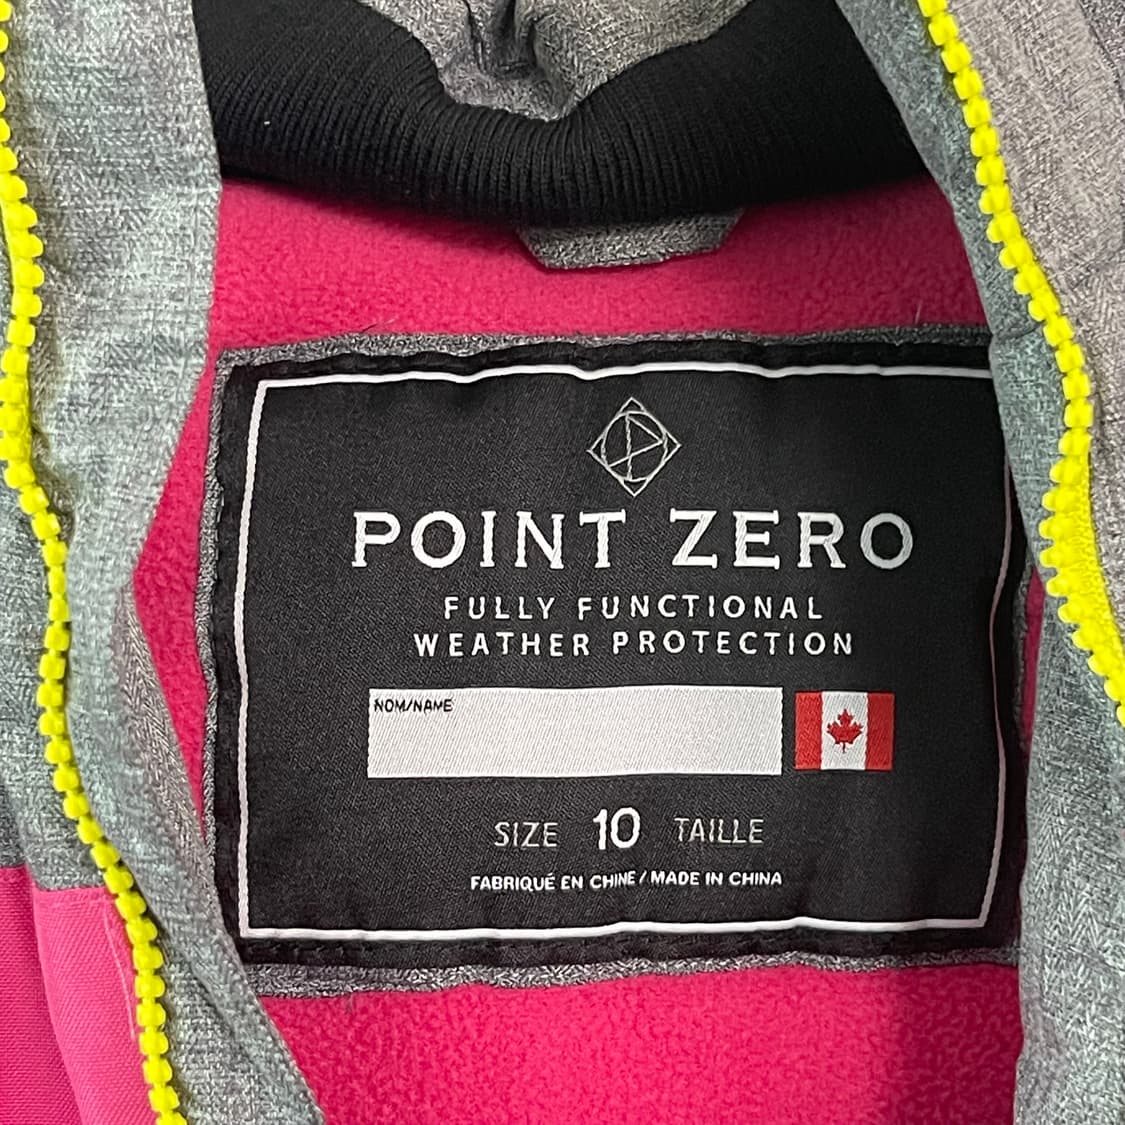 POINT ZERO
FULLY FUNCTIONAL
WEATHER PROTECTION
NOM/NAME
SIZE 10 TAILLE
FABRIQUÉ EN CHINE / MADE IN CHINA